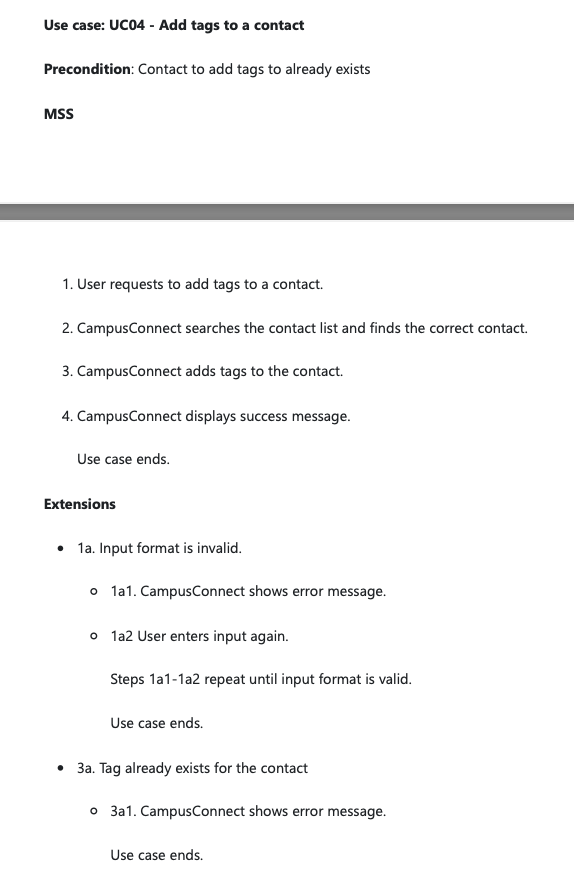 Use case: UC04 - Add tags to a contact
Precondition: Contact to add tags to already exists
MSS
1. User requests to add tags to a contact.
2. CampusConnect searches the contact list and finds the correct contact.
3. CampusConnect adds tags to the contact.
4. CampusConnect displays success message.
Use case ends.
Extensions
• 1a. Input format is invalid.
○ 1a1. CampusConnect shows error message.
○ 1a2 User enters input again.
Steps 1a1-1a2 repeat until input format is valid.
Use case ends.
• 3a. Tag already exists for the contact
○ 3a1. CampusConnect shows error message.
Use case ends.